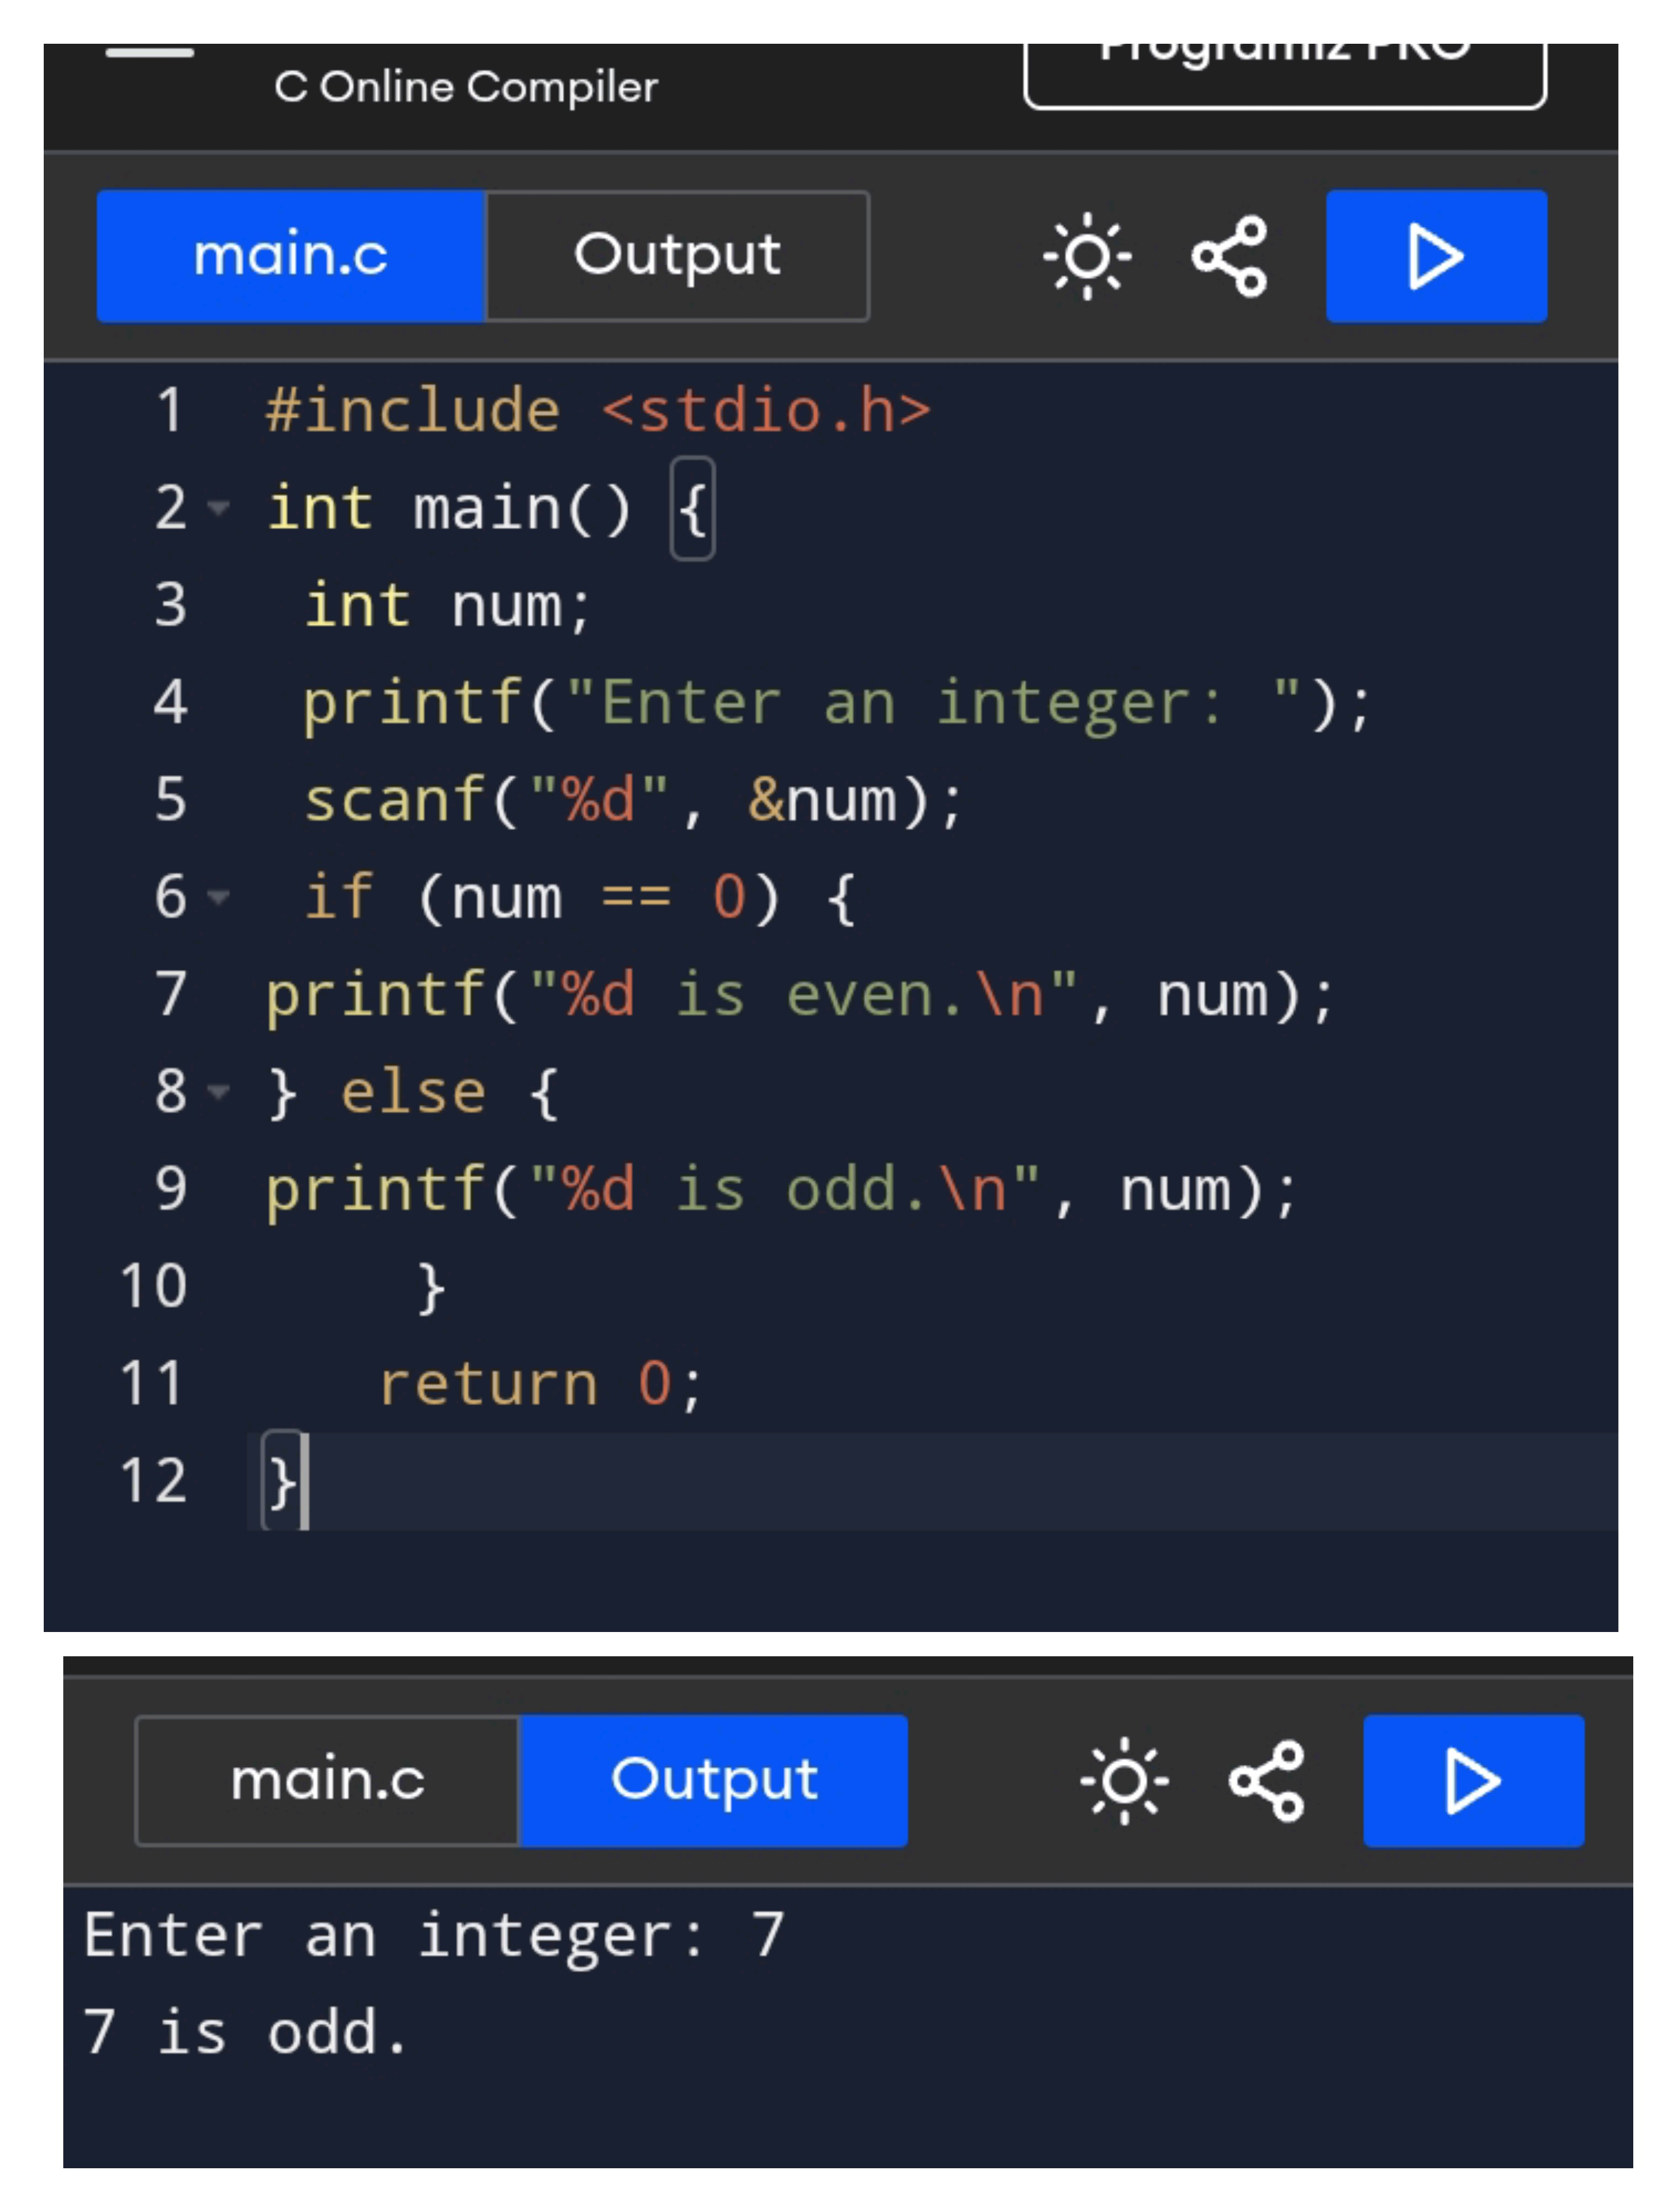 Programiz PRO
C Online Compiler
main.c Output
1 #include <stdio.h>
2 int main() {
3  int num;
4  printf("Enter an integer: ");
5  scanf("%d", &num);
6  if (num == 0) {
7 printf("%d is even.\n", num);
8 } else {
9 printf("%d is odd.\n", num);
10     }
11    return 0;
12 }
main.c Output
Enter an integer: 7
7 is odd.